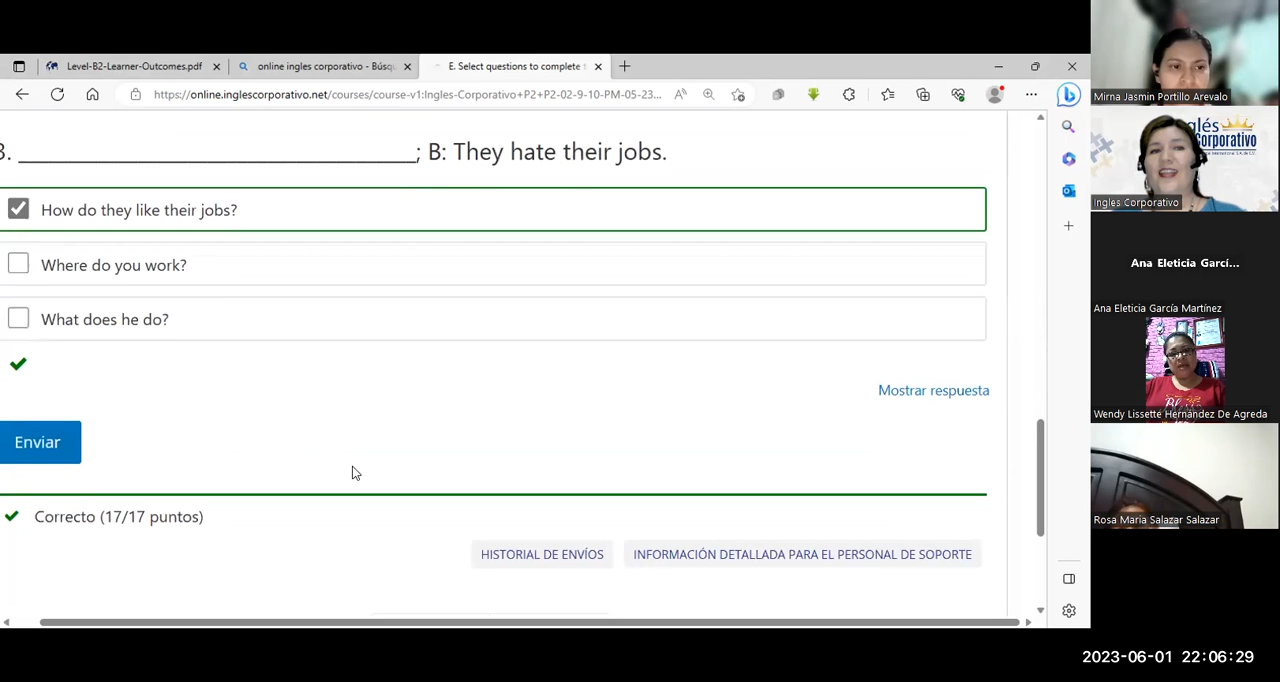 Level-B2-Learner-Outcomes.pdf
online ingles corporativo - Búsqu
E. Select questions to complete t
https://online.inglescorporativo.net/courses/course-v1:Ingles-Corporativo+P2+P2-02-9-10-PM-05-23...
3. ; B: They hate their jobs.
How do they like their jobs?
Where do you work?
What does he do?
Mostrar respuesta
Enviar
Correcto (17/17 puntos)
HISTORIAL DE ENVÍOS
INFORMACIÓN DETALLADA PARA EL PERSONAL DE SOPORTE
Mirna Jasmin Portillo Arevalo
glés
Corporativo
Ingles Corporativo
Ana Eleticia Garcí...
Ana Eleticia García Martínez
Wendy Lissette Hernández De Agreda
Rosa Maria Salazar Salazar
2023-06-01 22:06:29